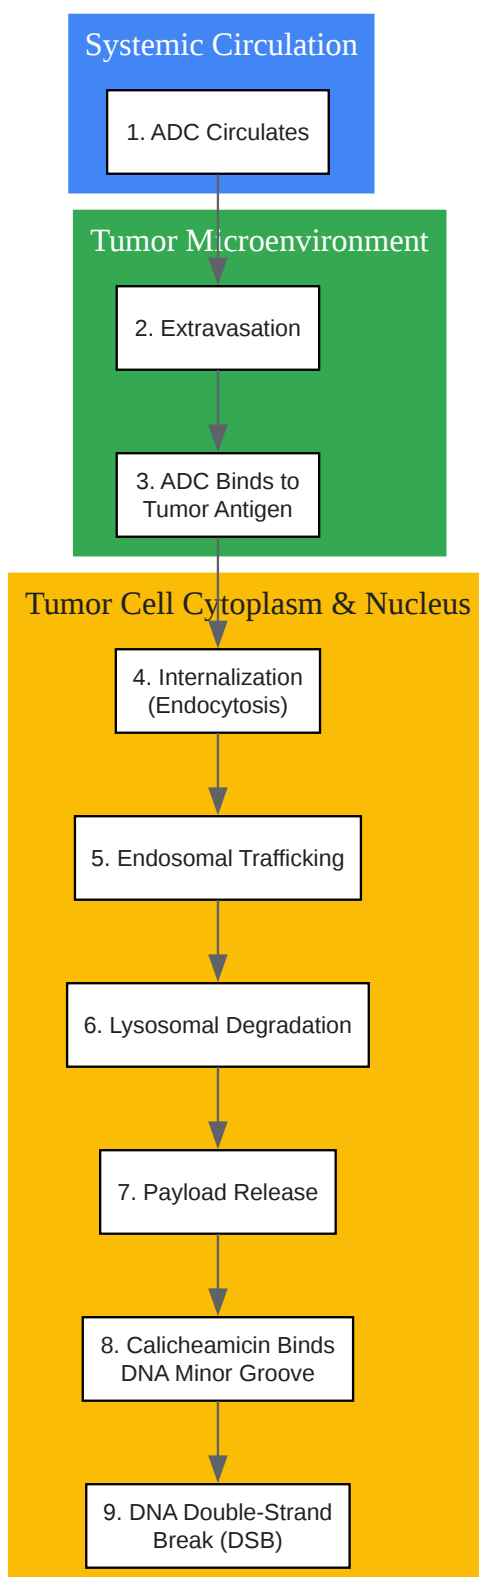 Systemic Circulation
1. ADC Circulates
Tumor Microenvironment
2. Extravasation
3. ADC Binds to
Tumor Antigen
Tumor Cell Cytoplasm & Nucleus
4. Internalization
(Endocytosis)
5. Endosomal Trafficking
6. Lysosomal Degradation
7. Payload Release
8. Calicheamicin Binds
DNA Minor Groove
9. DNA Double-Strand
Break (DSB)